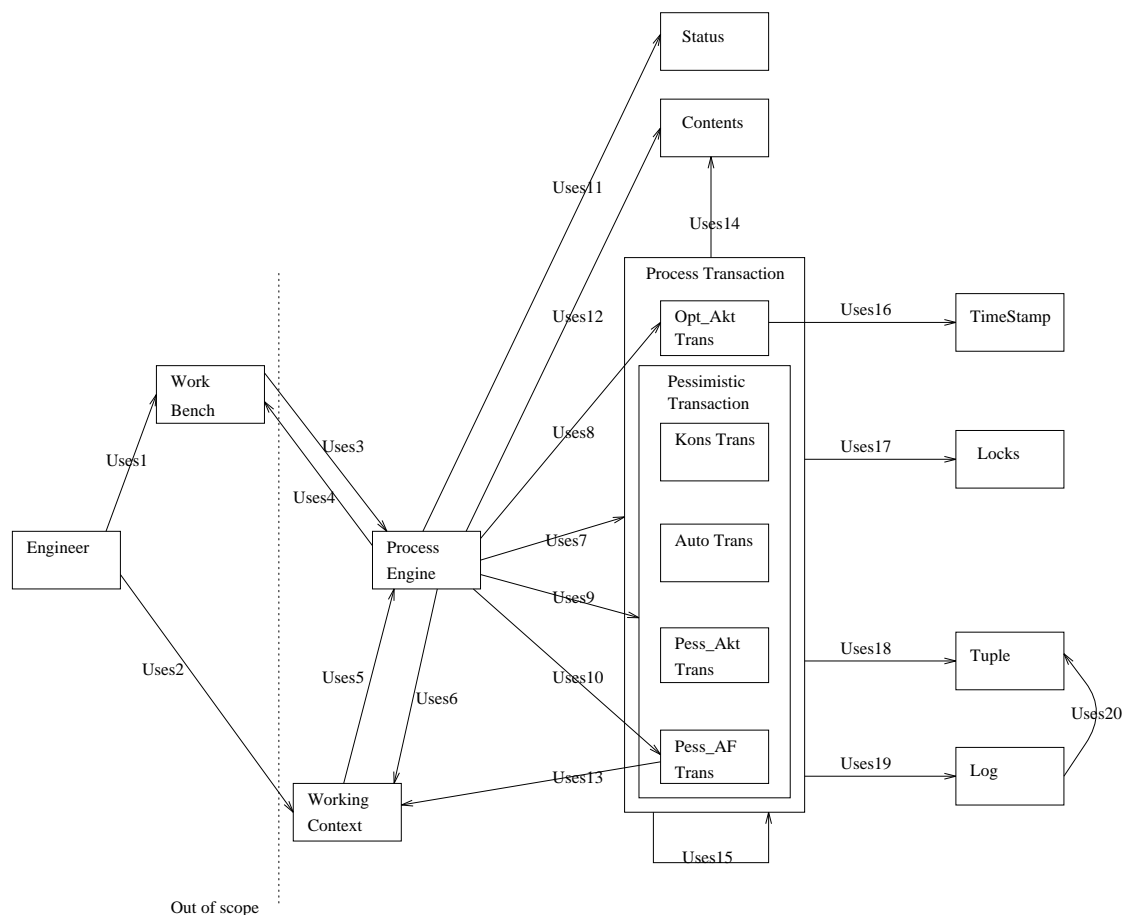 Status
Contents
Uses11
Uses14
Process Transaction
Uses12
Opt_Akt
Trans
Uses16
TimeStamp
Work
Bench
Pessimistic
Transaction
Uses3
Uses8
Kons Trans
Uses17
Locks
Uses1
Uses4
Engineer
Process
Engine
Uses7
Auto Trans
Uses9
Uses2
Uses5
Uses6
Uses10
Pess_Akt
Trans
Uses18
Tuple
Uses20
Pess_AF
Trans
Uses13
Uses19
Log
Working
Context
Uses15
Out of scope